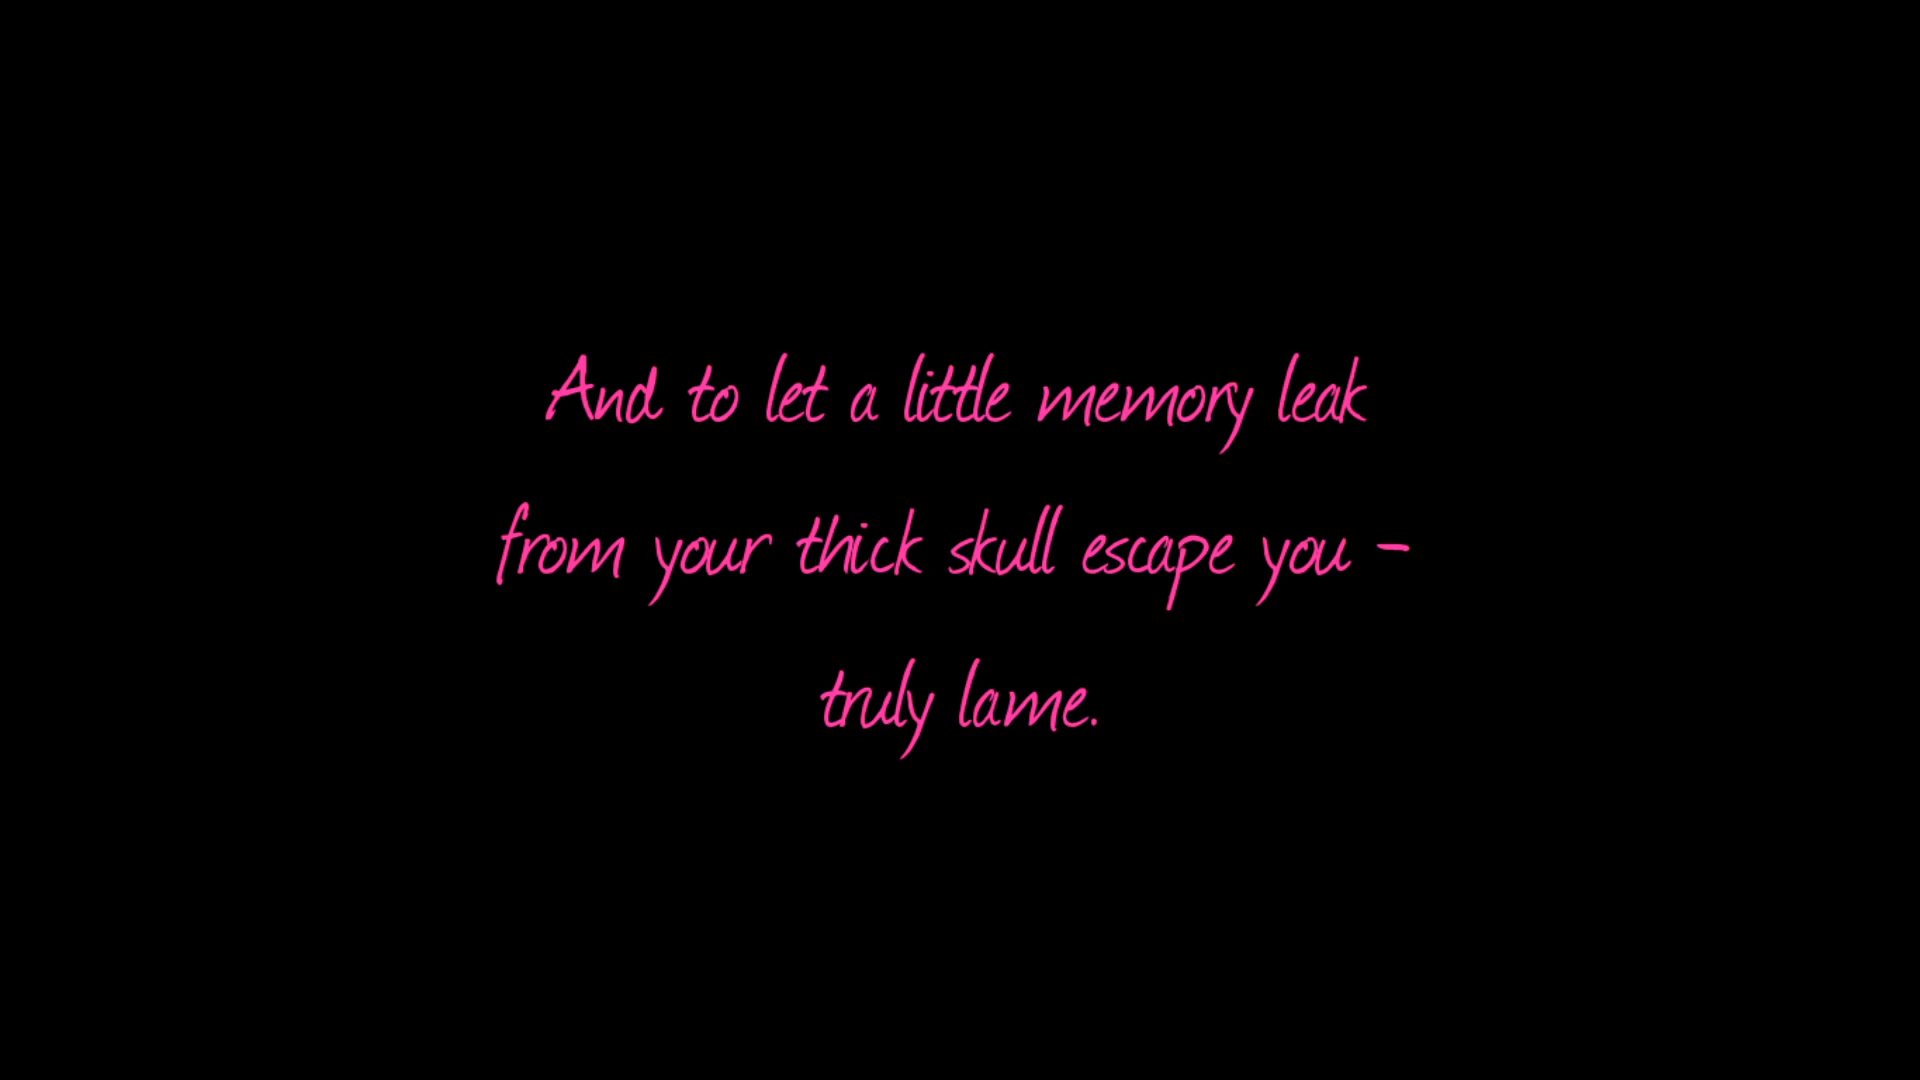 And to let a little memory leak
from your thick skull escape you -
truly lame.